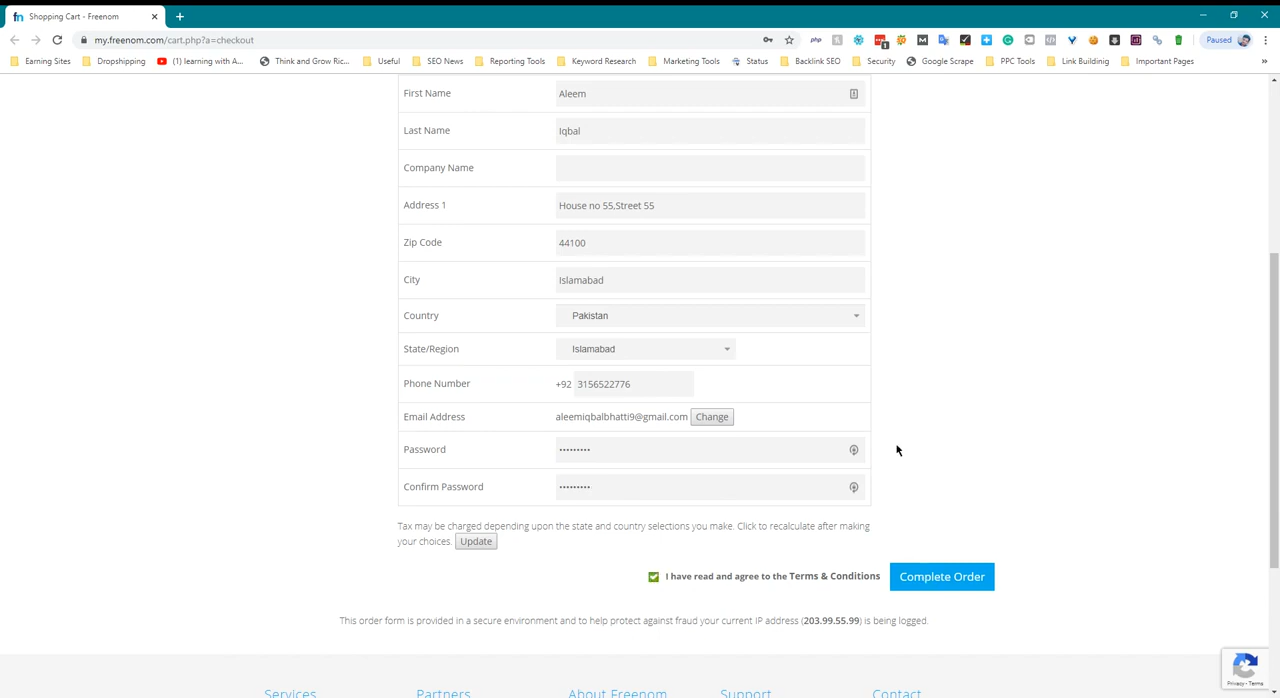 fn Shopping Cart - Freenom
my.freenom.com/cart.php?a=checkout
php
M
1
Paused
Earning Sites
Dropshipping
(1) learning with A...
Think and Grow Ric...
Useful
SEO News
Reporting Tools
Keyword Research
Marketing Tools
Status
Backlink SEO
Security
Google Scrape
PPC Tools
Link Buildinig
Important Pages
»
First Name Aleem
Last Name Iqbal
Company Name
Address 1 House no 55,Street 55
Zip Code 44100
City Islamabad
Country Pakistan
State/Region Islamabad
Phone Number +92 3156522776
Email Address aleemiqbalbhatti9@gmail.com Change
Password •••••••••
Confirm Password •••••••••
Tax may be charged depending upon the state and country selections you make. Click to recalculate after making
your choices. Update
I have read and agree to the Terms & Conditions Complete Order
This order form is provided in a secure environment and to help protect against fraud your current IP address (203.99.55.99) is being logged.
Privacy - Terms
Services Partners About Freenom Support Contact